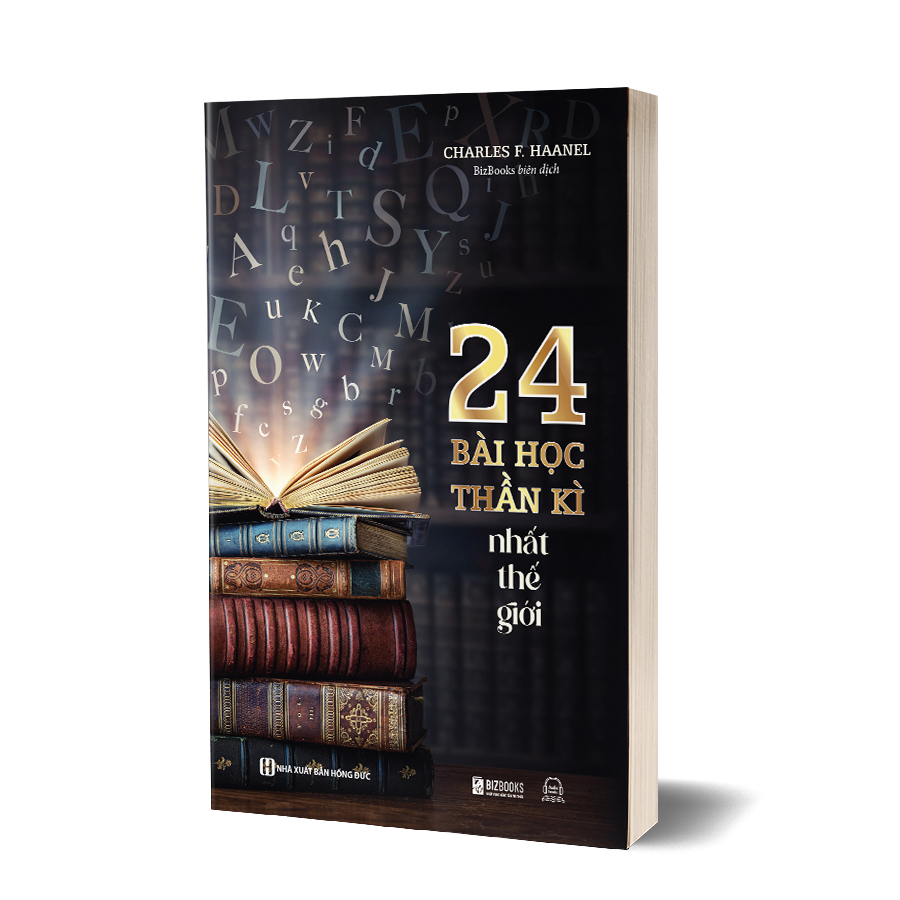 CHARLES F. HAANEL
BizBooks biên dịch
24
BÀI HỌC
THẦN KÌ
nhất
thế
giới
NHÀ XUẤT BẢN HỒNG ĐỨC
BIZBOOKS